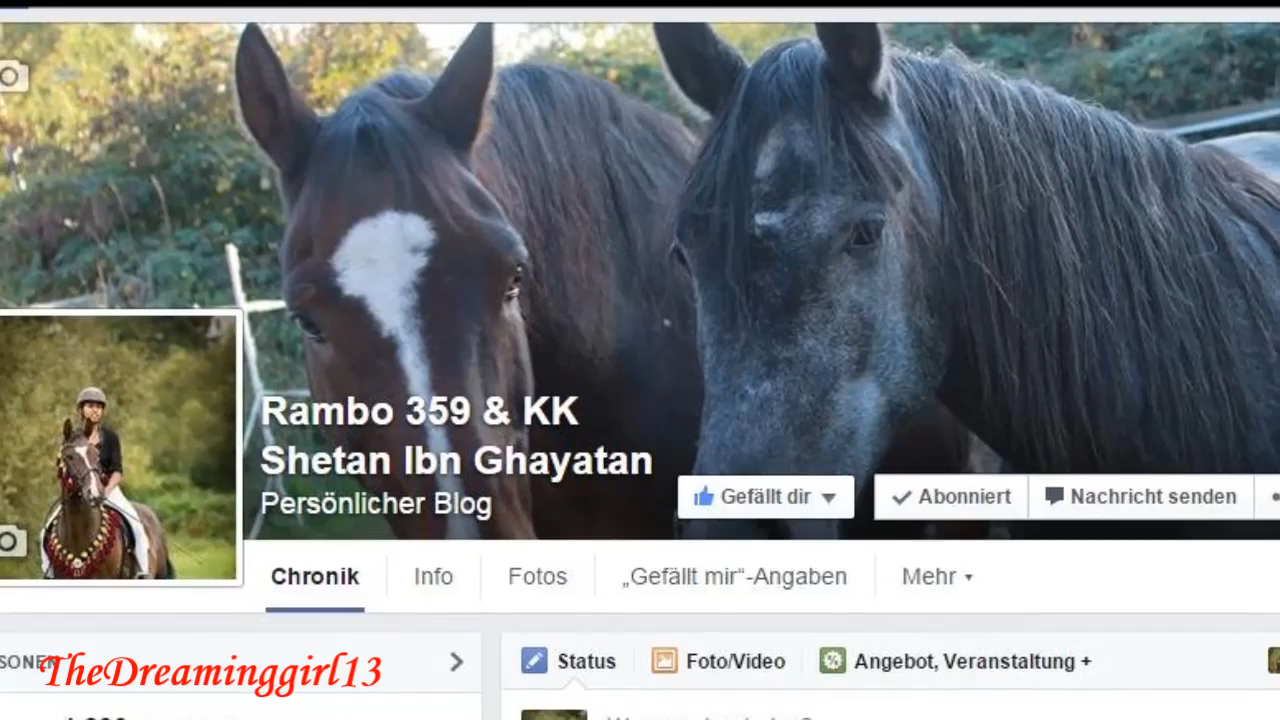 Rambo 359 & KK
Shetan Ibn Ghayatan
Persönlicher Blog
Gefällt dir
Abonniert
Nachricht senden
Chronik
Info
Fotos
„Gefällt mir“-Angaben
Mehr
TheDreaminggirl13
Status
Foto/Video
Angebot, Veranstaltung +